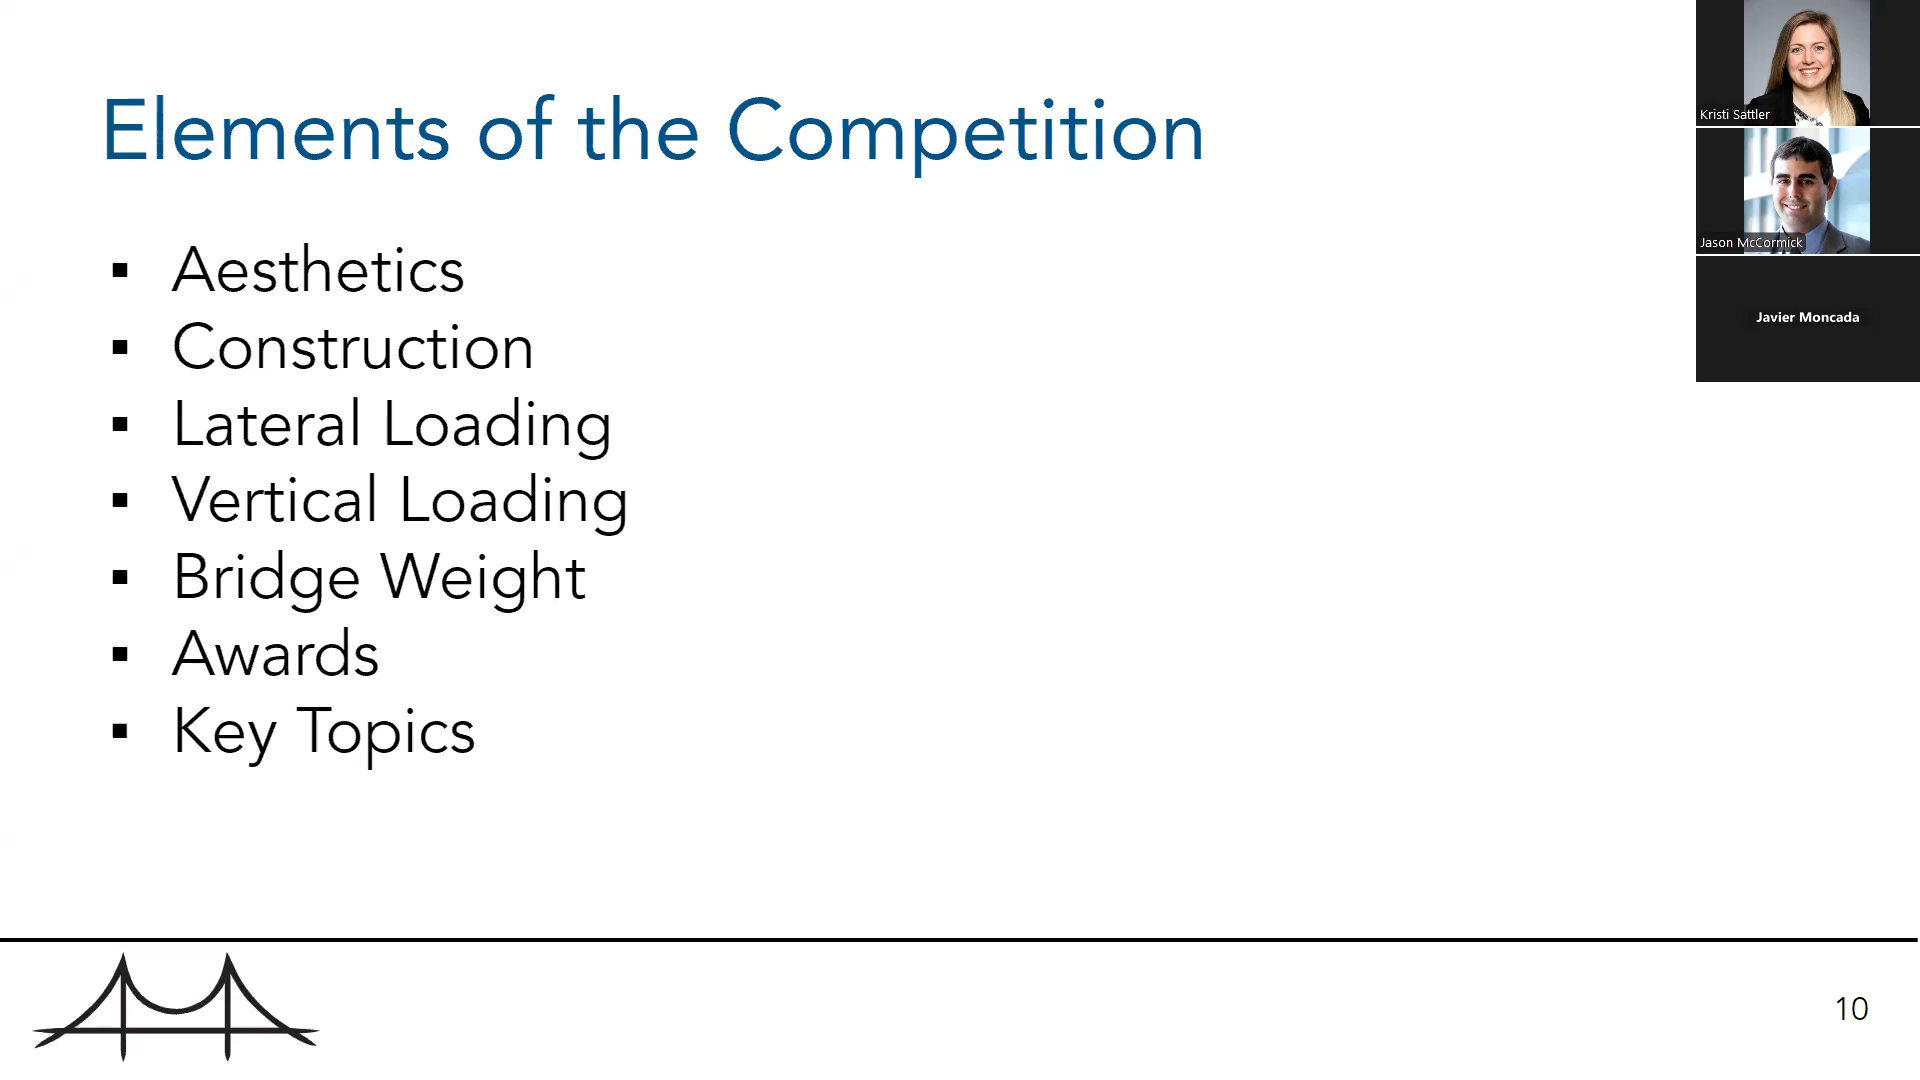 Elements of the Competition
▪ Aesthetics
▪ Construction
▪ Lateral Loading
▪ Vertical Loading
▪ Bridge Weight
▪ Awards
▪ Key Topics
10
Kristi Sattler
Jason McCormick
Javier Moncada